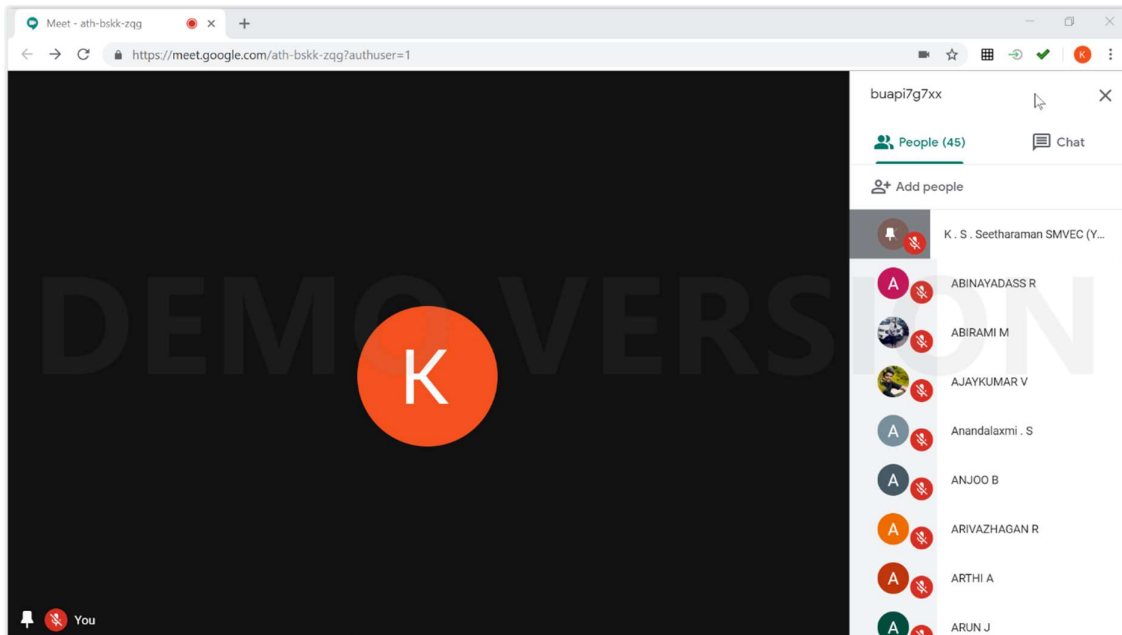 Meet - ath-bskk-zqg
https://meet.google.com/ath-bskk-zqg?authuser=1
K
buapi7g7xx
People (45)
Chat
Add people
K . S . Seetharaman SMVEC (Y...
A
ABINAYADASS R
ABIRAMI M
AJAYKUMAR V
A
Anandalaxmi . S
A
ANJOO B
A
ARIVAZHAGAN R
A
ARTHI A
A
ARUN J
DEMO VERSION
K
You